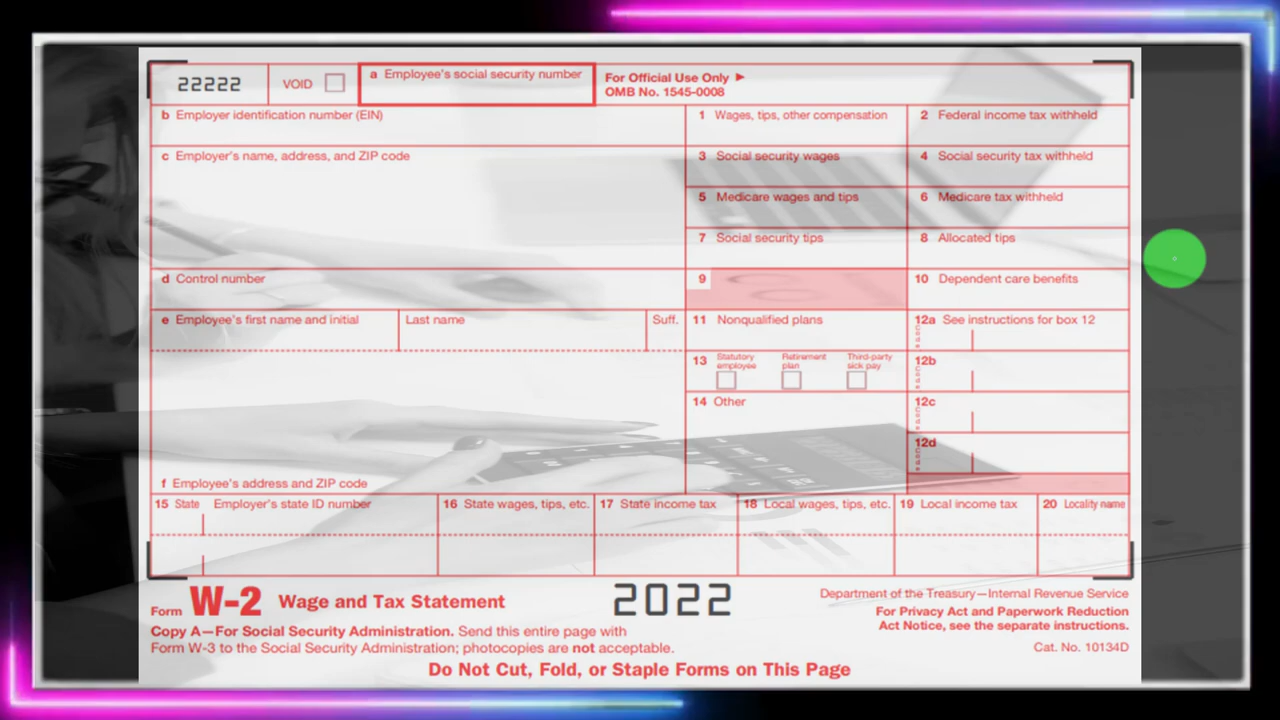 22222 VOID a Employee's social security number For Official Use Only ►
OMB No. 1545-0008
b Employer identification number (EIN) 1 Wages, tips, other compensation 2 Federal income tax withheld
c Employer's name, address, and ZIP code 3 Social security wages 4 Social security tax withheld
5 Medicare wages and tips 6 Medicare tax withheld
7 Social security tips 8 Allocated tips
d Control number 9 10 Dependent care benefits
e Employee's first name and initial Last name Suff. 11 Nonqualified plans 12a See instructions for box 12
13 Statutory employee Retirement plan Third-party sick pay 12b
14 Other 12c
12d
f Employee's address and ZIP code
15 State Employer's state ID number 16 State wages, tips, etc. 17 State income tax 18 Local wages, tips, etc. 19 Local income tax 20 Locality name
Form W-2 Wage and Tax Statement 2022 Department of the Treasury—Internal Revenue Service
For Privacy Act and Paperwork Reduction
Act Notice, see the separate instructions.
Copy A—For Social Security Administration. Send this entire page with
Form W-3 to the Social Security Administration; photocopies are not acceptable. Cat. No. 10134D
Do Not Cut, Fold, or Staple Forms on This Page